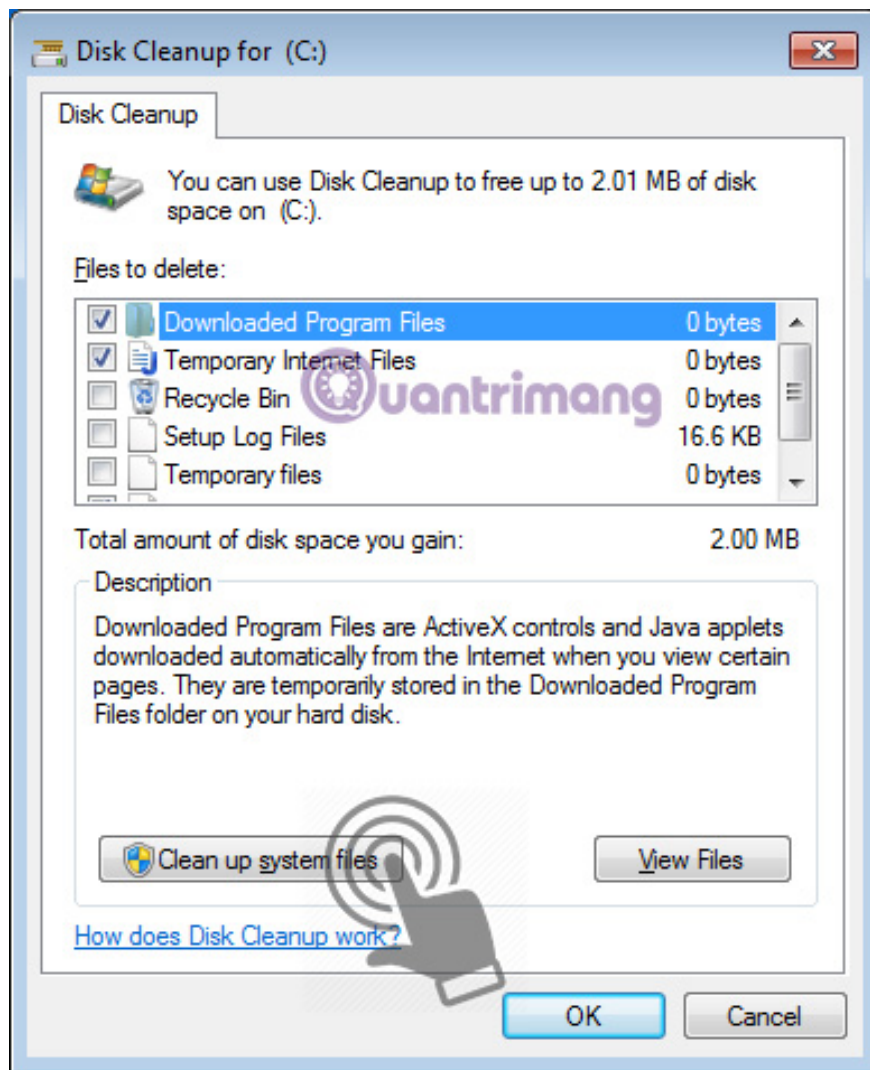 Disk Cleanup for (C:)
Disk Cleanup
You can use Disk Cleanup to free up to 2.01 MB of disk
space on (C:).
Files to delete:
Downloaded Program Files 0 bytes
Temporary Internet Files 0 bytes
Quantrimang
Recycle Bin 0 bytes
Setup Log Files 16.6 KB
Temporary files 0 bytes
Total amount of disk space you gain: 2.00 MB
Description
Downloaded Program Files are ActiveX controls and Java applets
downloaded automatically from the Internet when you view certain
pages. They are temporarily stored in the Downloaded Program
Files folder on your hard disk.
Clean up system files View Files
How does Disk Cleanup work?
OK Cancel